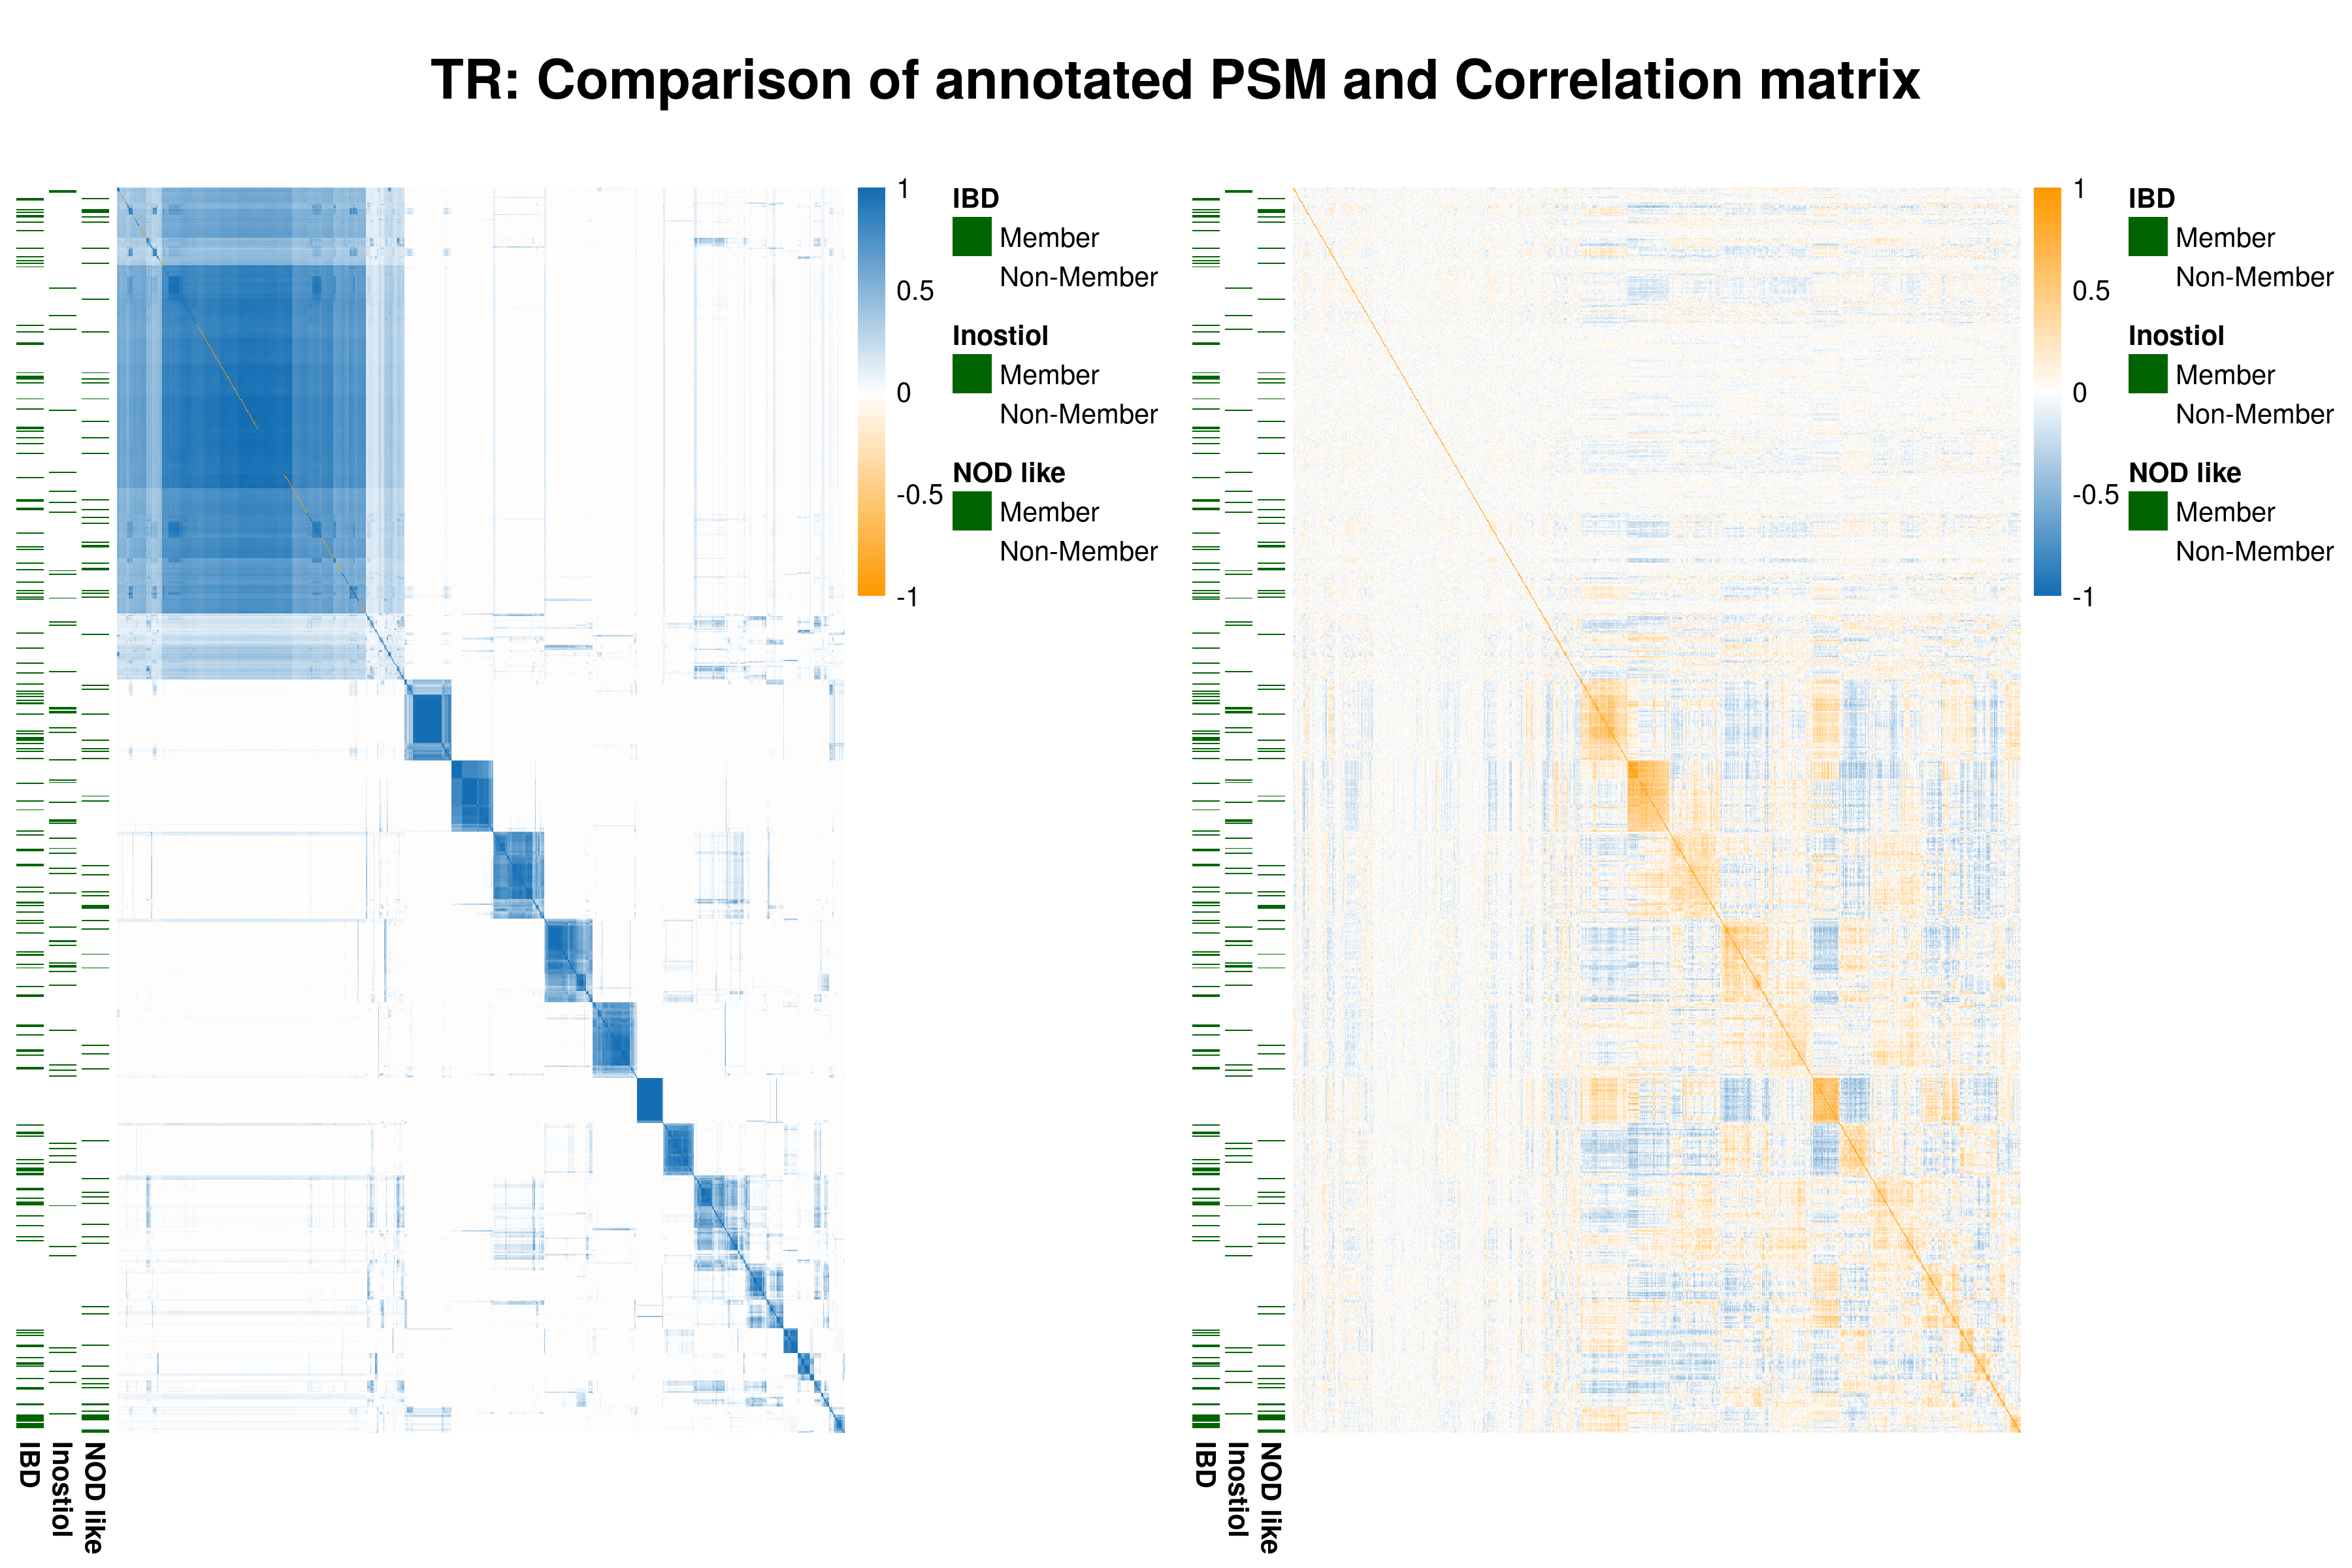 TR: Comparison of annotated PSM and Correlation matrix
1
0.5
0
-0.5
-1
IBD
Member
Non-Member
Inostiol
Member
Non-Member
NOD like
Member
Non-Member
IBD
Inostiol
NOD like
1
0.5
0
-0.5
-1
IBD
Member
Non-Member
Inostiol
Member
Non-Member
NOD like
Member
Non-Member
IBD
Inostiol
NOD like